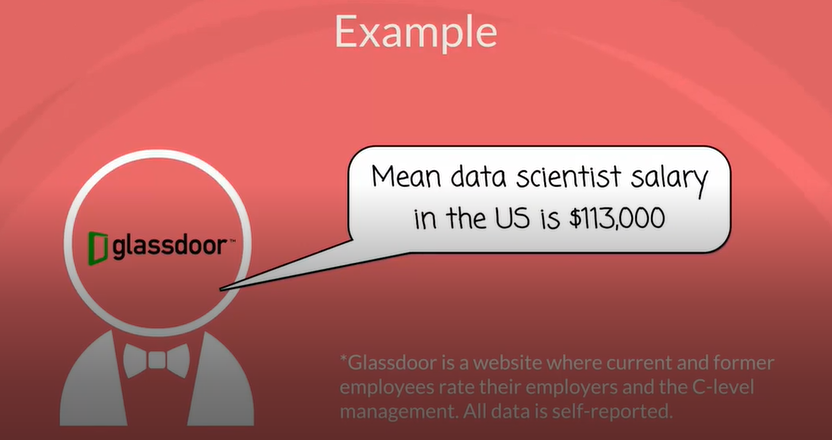 Example
Mean data scientist salary
in the US is $113,000
glassdoor™
*Glassdoor is a website where current and former
employees rate their employers and the C-level
management. All data is self-reported.